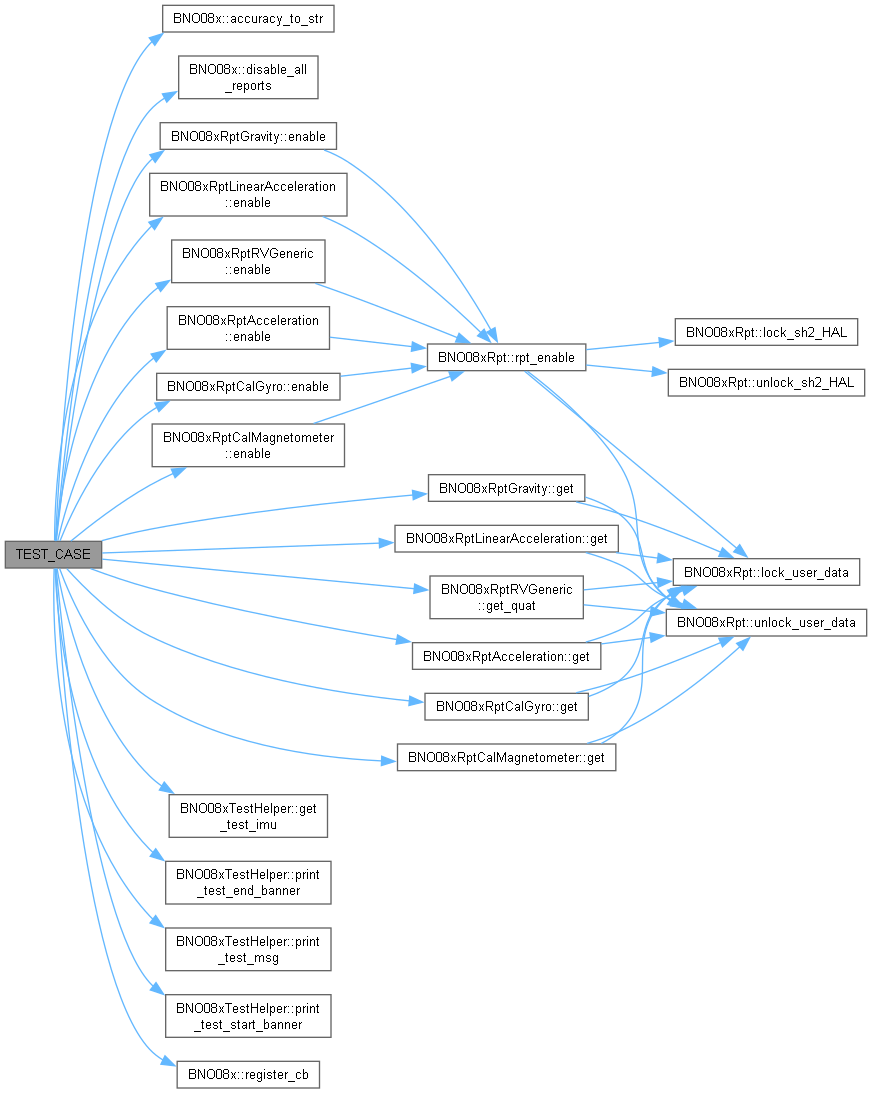 BNO08x::accuracy_to_str
BNO08x::disable_all
_reports
BNO08xRptGravity::enable
BNO08xRptLinearAcceleration
::enable
BNO08xRptRVGeneric
::enable
BNO08xRptAcceleration
::enable
BNO08xRptCalGyro::enable
BNO08xRptCalMagnetometer
::enable
BNO08xRpt::rpt_enable
BNO08xRpt::lock_sh2_HAL
BNO08xRpt::unlock_sh2_HAL
BNO08xRptGravity::get
BNO08xRptLinearAcceleration::get
BNO08xRptRVGeneric
::get_quat
BNO08xRptAcceleration::get
BNO08xRptCalGyro::get
BNO08xRptCalMagnetometer::get
BNO08xRpt::lock_user_data
BNO08xRpt::unlock_user_data
TEST_CASE
BNO08xTestHelper::get
_test_imu
BNO08xTestHelper::print
_test_end_banner
BNO08xTestHelper::print
_test_msg
BNO08xTestHelper::print
_test_start_banner
BNO08x::register_cb